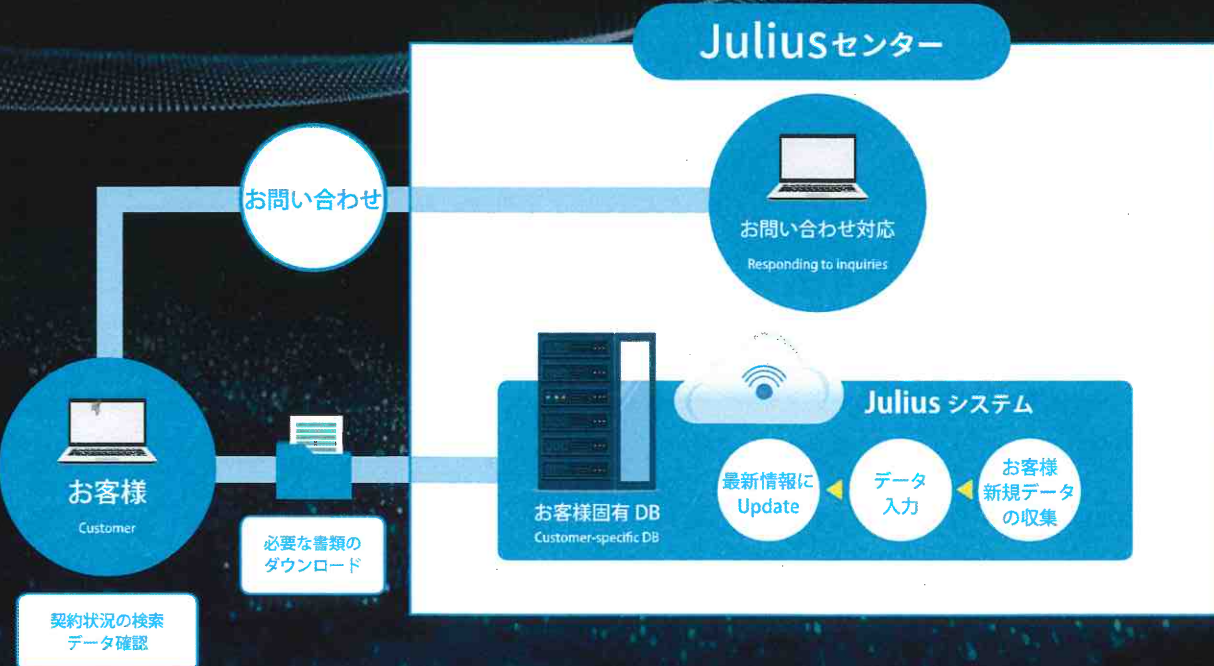 Juliusセンター
お問い合わせ
お問い合わせ対応
Responding to inquiries
Julius システム
お客様
Customer
必要な書類の
ダウンロード
契約状況の検索
データ確認
お客様固有 DB
Customer-specific DB
最新情報に
Update
データ
入力
お客様
新規データ
の収集